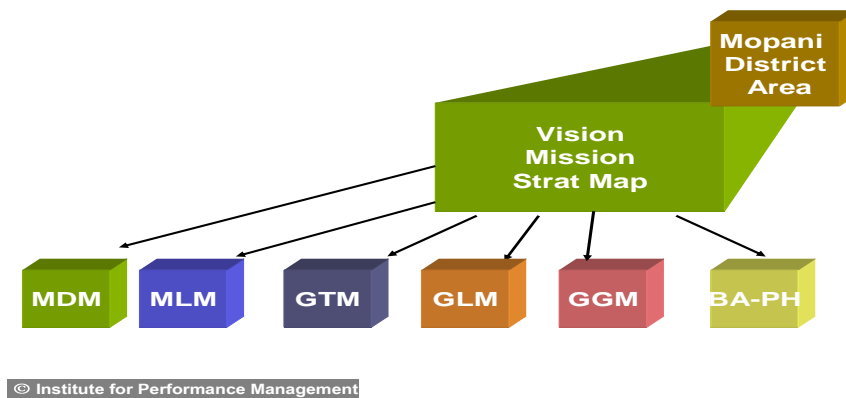 Mopani
District
Area
Vision
Mission
Strat Map
MDM
MLM
GTM
GLM
GGM
BA-PH
© Institute for Performance Management